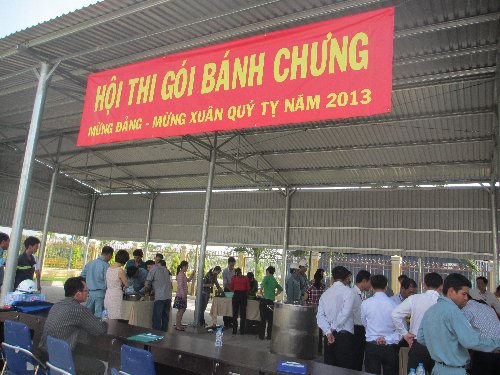 HỘI THI GÓI BÁNH CHƯNG
MỪNG ĐẢNG - MỪNG XUÂN QUÝ TỴ NĂM 2013